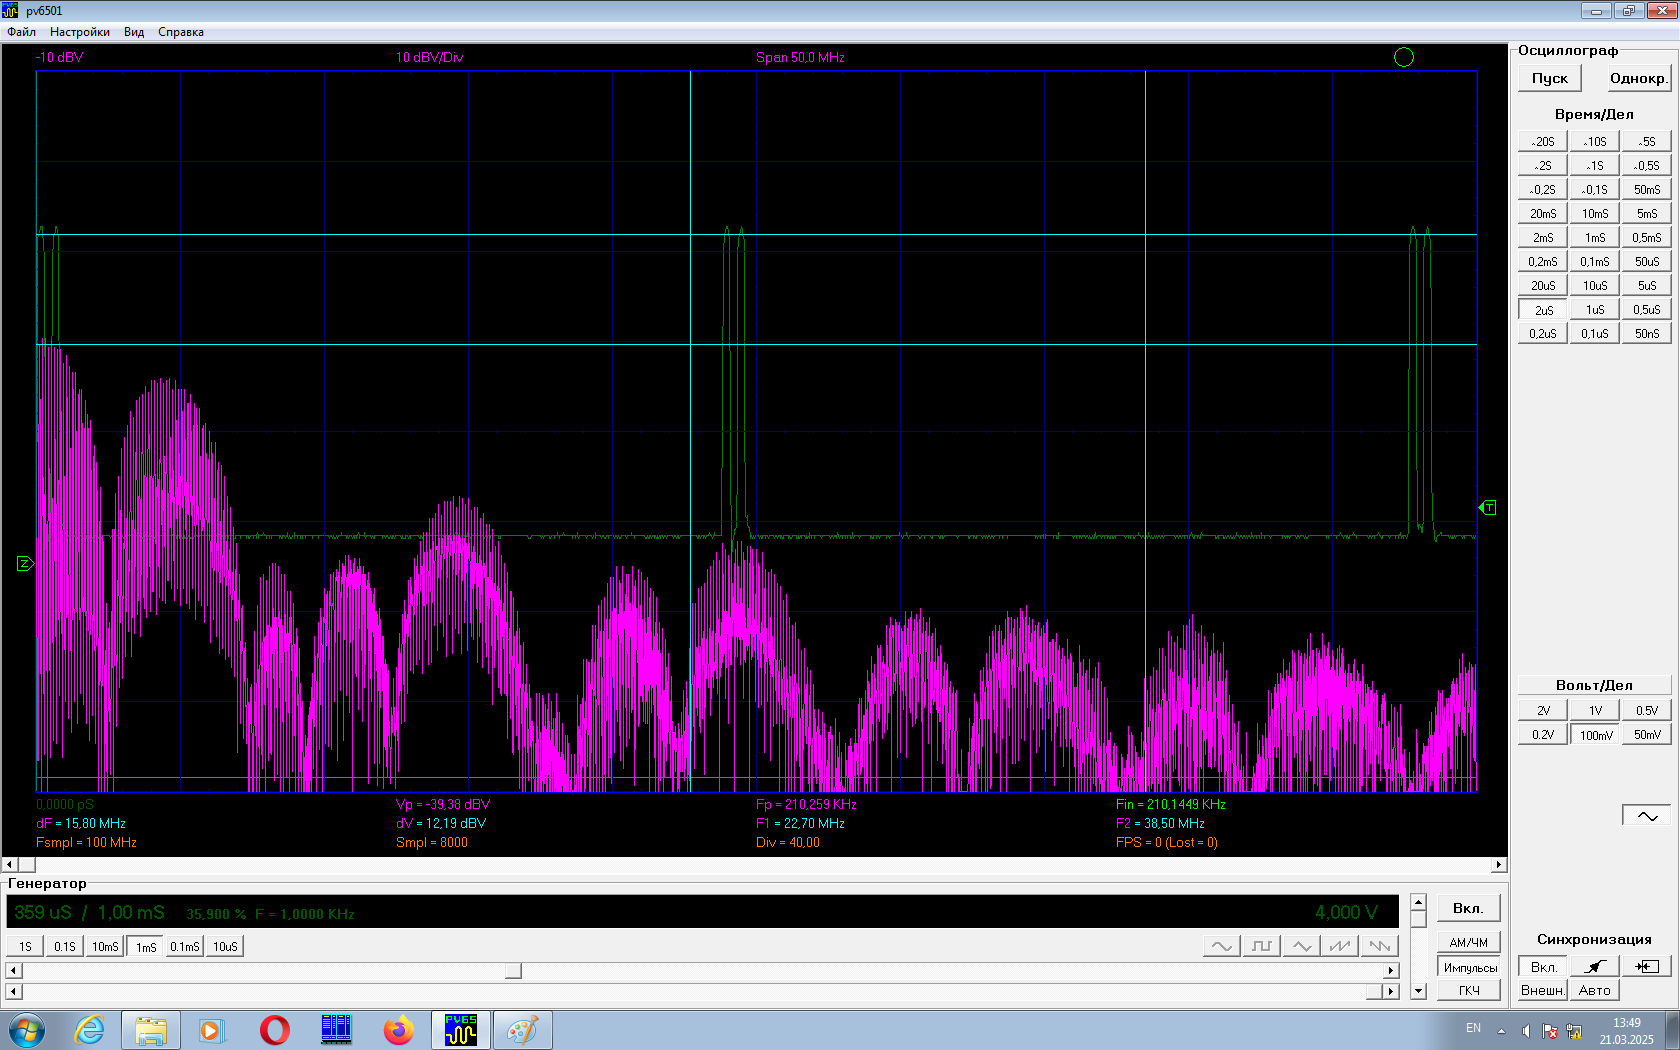 pv6501
Файл Настройки Вид Справка
-10 dBV 10 dBV/Div Span 50,0 MHz
Осциллограф
Пуск Однокр.
Время/Дел
^20S ^10S ^5S
^2S ^1S ^0,5S
^0,2S ^0,1S 50mS
20mS 10mS 5mS
2mS 1mS 0,5mS
0,2mS 0,1mS 50uS
20uS 10uS 5uS
2uS 1uS 0,5uS
0,2uS 0,1uS 50nS
T
Z
Вольт/Дел
2V 1V 0.5V
0.2V 100mV 50mV
0,0000 pS Vp = -39,38 dBV Fp = 210,259 KHz Fin = 210,1449 KHz
dF = 15,80 MHz dV = 12,19 dBV F1 = 22,70 MHz F2 = 38,50 MHz
Fsmpl = 100 MHz Smpl = 8000 Div = 40,00 FPS = 0 (Lost = 0)
Генератор
359 uS / 1,00 mS 35,900 % F = 1,0000 KHz 4,000 V
Вкл.
1S 0.1S 10mS 1mS 0.1mS 10uS
АМ/ЧМ
Импульсы
ГКЧ
Синхронизация
Вкл.
Внешн. Авто
PV65
EN
13:49
21.03.2025